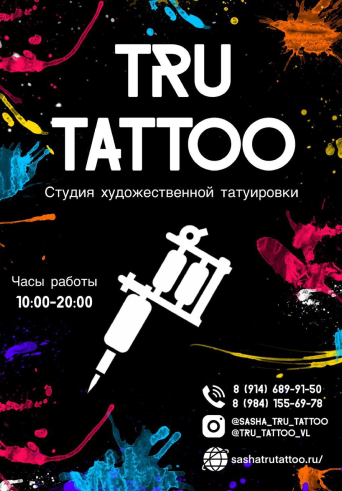 TRU
TATTOO
Студия художественной татуировки
Часы работы
10:00-20:00
8 (914) 689-91-50
8 (984) 155-69-78
@SASHA_TRU_TATTOO
@TRU_TATTOO_VL
sashatrutattoo.ru/